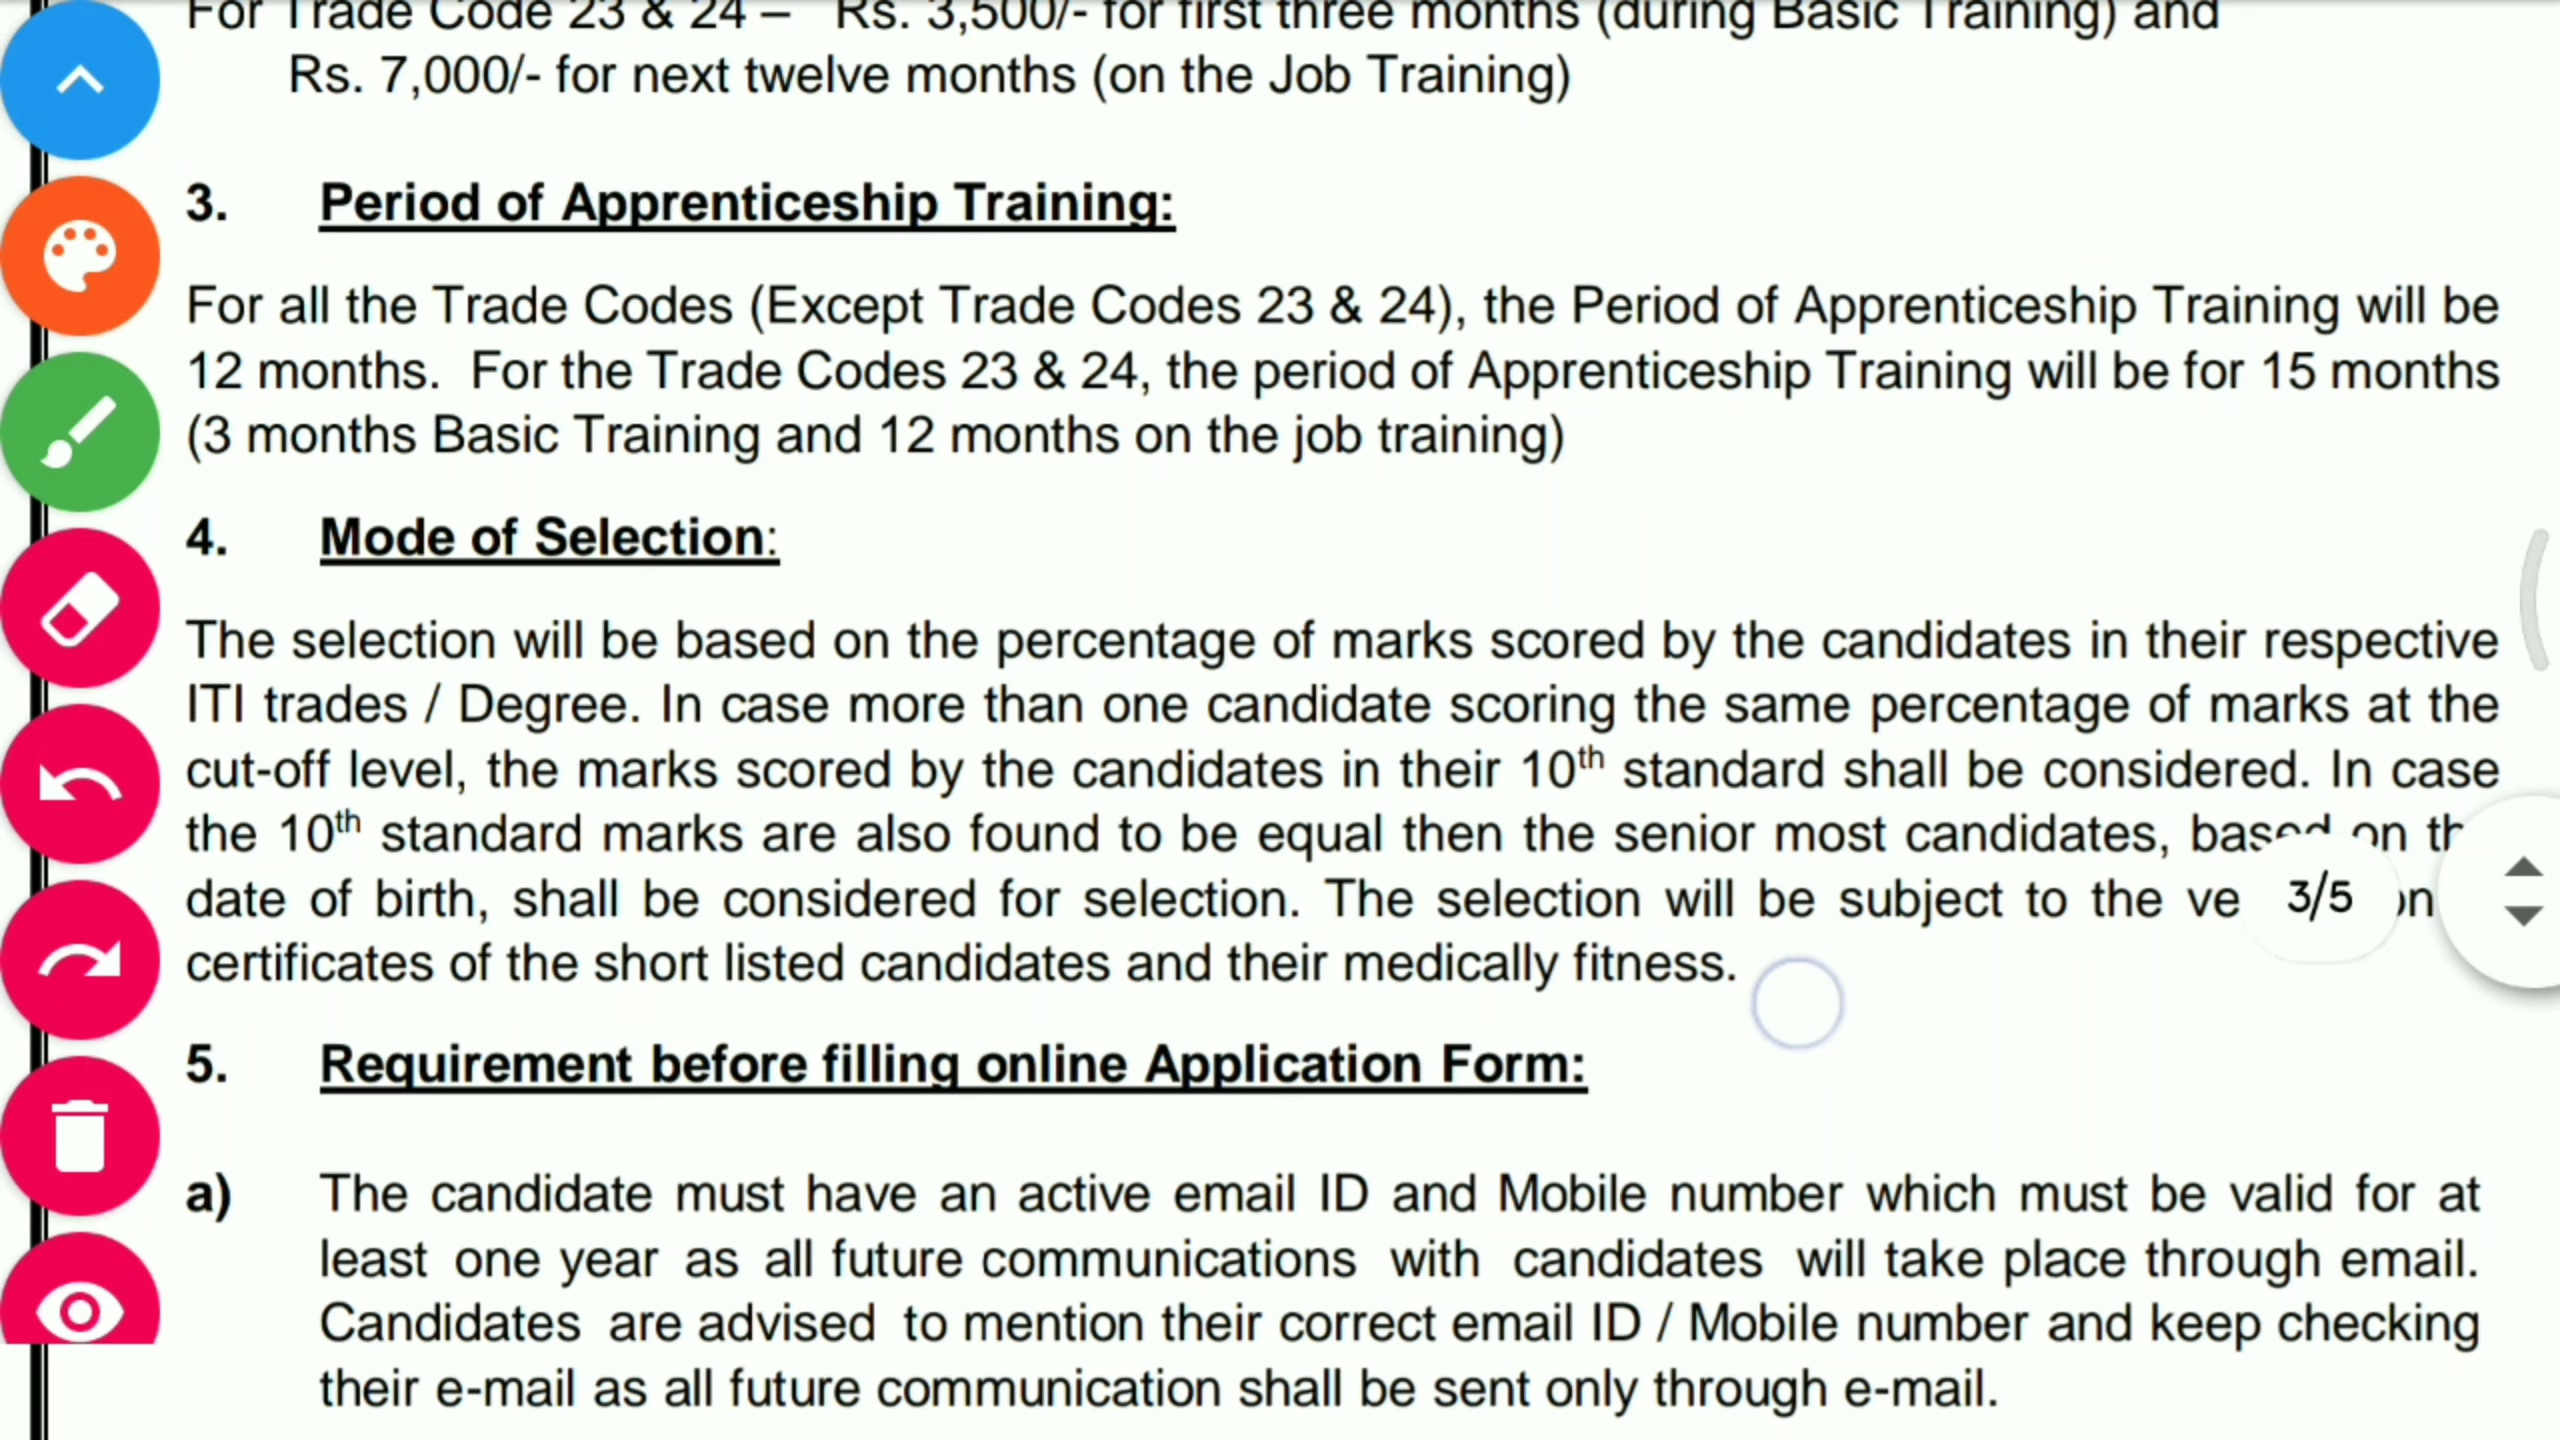 For Trade Code 23 & 24 – Rs. 3,500/- for first three months (during Basic Training) and
Rs. 7,000/- for next twelve months (on the Job Training)
3. Period of Apprenticeship Training:
For all the Trade Codes (Except Trade Codes 23 & 24), the Period of Apprenticeship Training will be
12 months. For the Trade Codes 23 & 24, the period of Apprenticeship Training will be for 15 months
(3 months Basic Training and 12 months on the job training)
4. Mode of Selection:
The selection will be based on the percentage of marks scored by the candidates in their respective
ITI trades / Degree. In case more than one candidate scoring the same percentage of marks at the
cut-off level, the marks scored by the candidates in their 10th standard shall be considered. In case
the 10th standard marks are also found to be equal then the senior most candidates, based on
date of birth, shall be considered for selection. The selection will be subject to the
3/5
certificates of the short listed candidates and their medically fitness.
5. Requirement before filling online Application Form:
a) The candidate must have an active email ID and Mobile number which must be valid for at
least one year as all future communications with candidates will take place through email.
Candidates are advised to mention their correct email ID / Mobile number and keep checking
their e-mail as all future communication shall be sent only through e-mail.